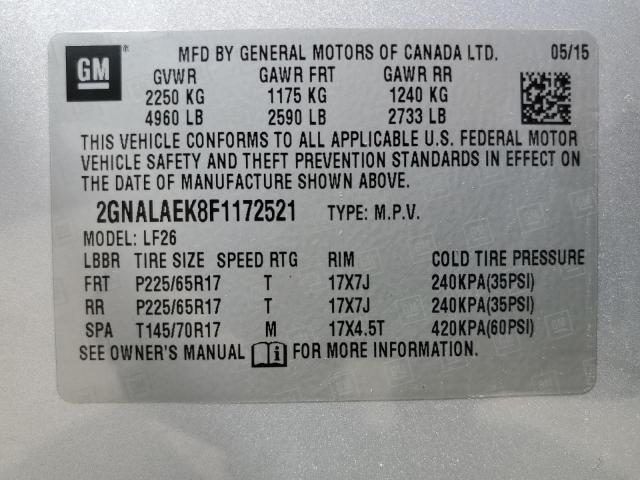 GM ® MFD BY GENERAL MOTORS OF CANADA LTD. 05/15
GVWR GAWR FRT GAWR RR
2250 KG 1175 KG 1240 KG
4960 LB 2590 LB 2733 LB
THIS VEHICLE CONFORMS TO ALL APPLICABLE U.S. FEDERAL MOTOR
VEHICLE SAFETY AND THEFT PREVENTION STANDARDS IN EFFECT ON
THE DATE OF MANUFACTURE SHOWN ABOVE.
2GNALAEK8F1172521 TYPE: M.P.V.
MODEL: LF26
LBBR TIRE SIZE SPEED RTG RIM COLD TIRE PRESSURE
FRT P225/65R17 T 17X7J 240KPA(35PSI)
RR P225/65R17 T 17X7J 240KPA(35PSI)
SPA T145/70R17 M 17X4.5T 420KPA(60PSI)
SEE OWNER'S MANUAL FOR MORE INFORMATION.